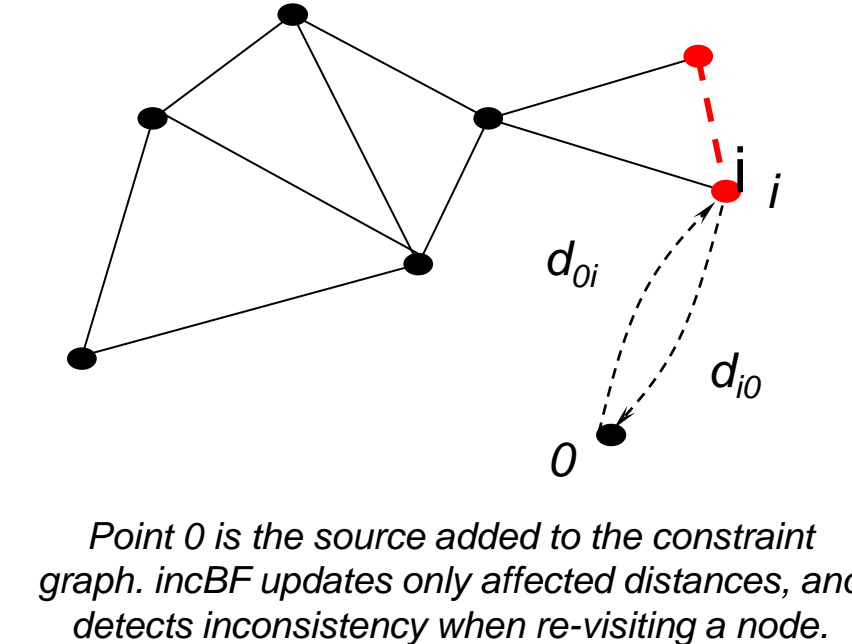 i i
d0i
di0
0
Point 0 is the source added to the constraint
graph. incBF updates only affected distances, and
detects inconsistency when re-visiting a node.